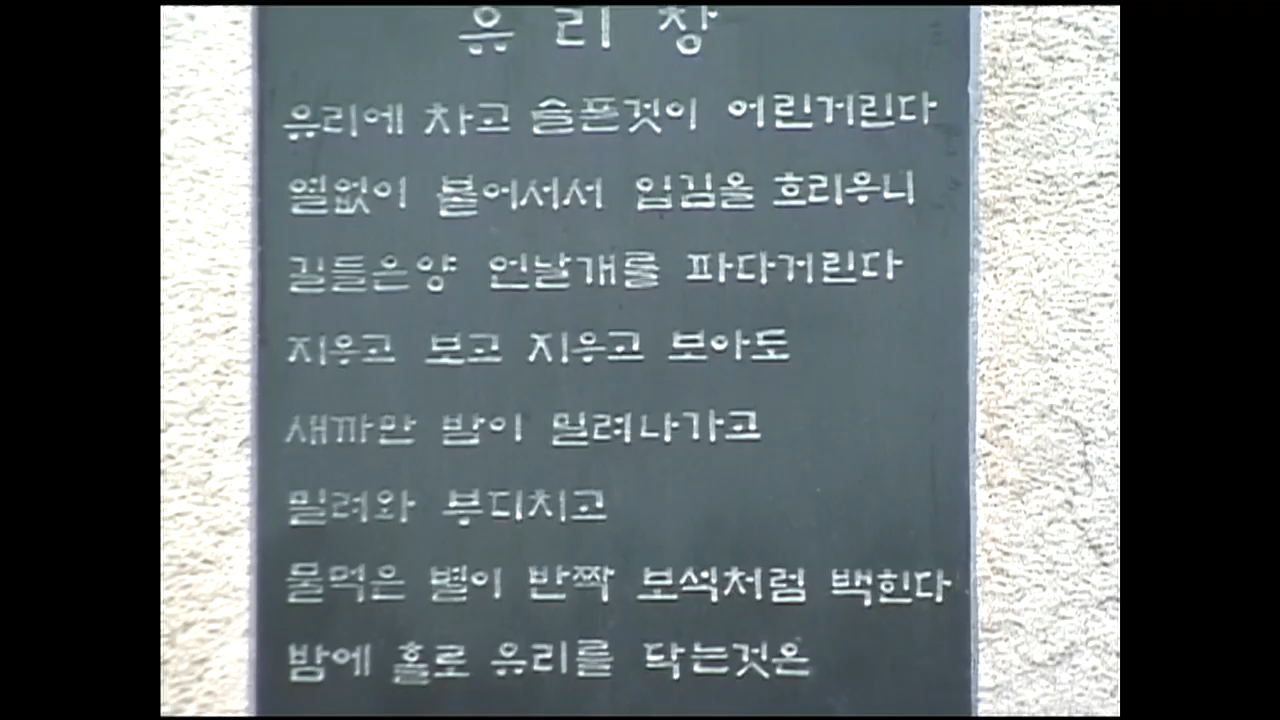 유 리 창
유리에 차고 슬픈것이 어린거린다
열없이 붙어서서 입김을 흐리우니
길들은양 언날개를 파다거린다
지우고 보고 지우고 보아도
새까만 밤이 밀려나가고
밀려와 부디치고
물먹은 별이 반짝 보석처럼 백힌다
밤에 홀로 유리를 닥는것은